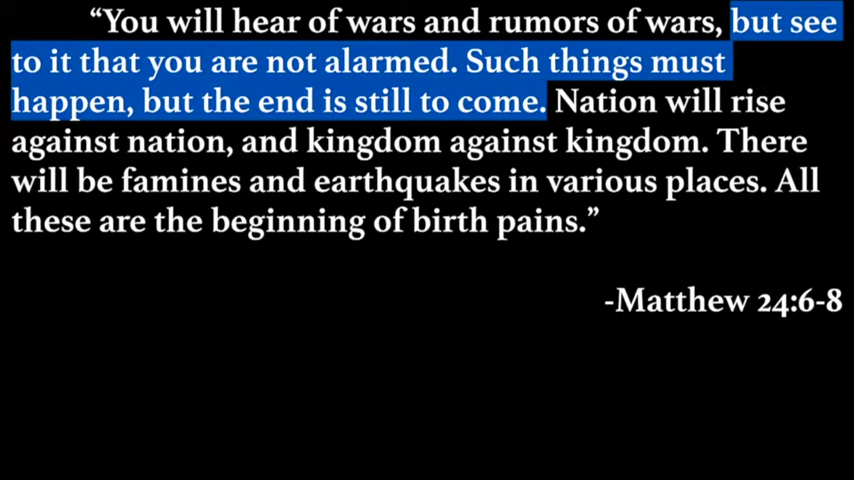 “You will hear of wars and rumors of wars, but see
to it that you are not alarmed. Such things must
happen, but the end is still to come. Nation will rise
against nation, and kingdom against kingdom. There
will be famines and earthquakes in various places. All
these are the beginning of birth pains.”
-Matthew 24:6-8